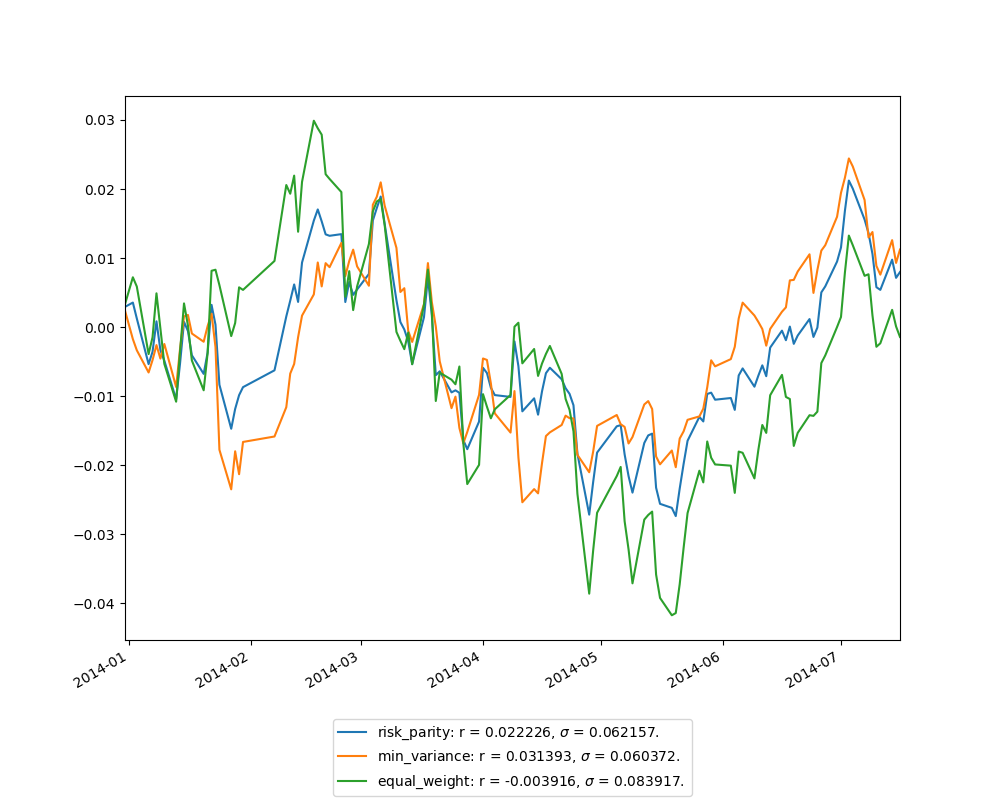 0.03
0.02
0.01
0.00
−0.01
−0.02
−0.03
−0.04
2014-01 2014-02 2014-03 2014-04 2014-05 2014-06 2014-07
risk_parity: r = 0.022226, σ = 0.062157.
min_variance: r = 0.031393, σ = 0.060372.
equal_weight: r = -0.003916, σ = 0.083917.